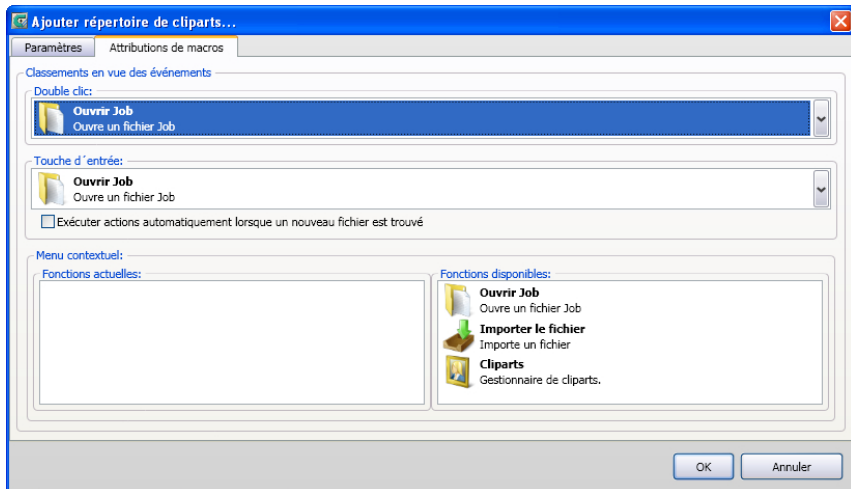 Ajouter répertoire de cliparts...
Paramètres
Attributions de macros
Classements en vue des événements
Double clic:
Ouvrir Job
Ouvre un fichier Job
Touche d´entrée:
Ouvrir Job
Ouvre un fichier Job
Exécuter actions automatiquement lorsque un nouveau fichier est trouvé
Menu contextuel:
Fonctions actuelles:
Fonctions disponibles:
Ouvrir Job
Ouvre un fichier Job
Importer le fichier
Importe un fichier
Cliparts
Gestionnaire de cliparts.
OK
Annuler